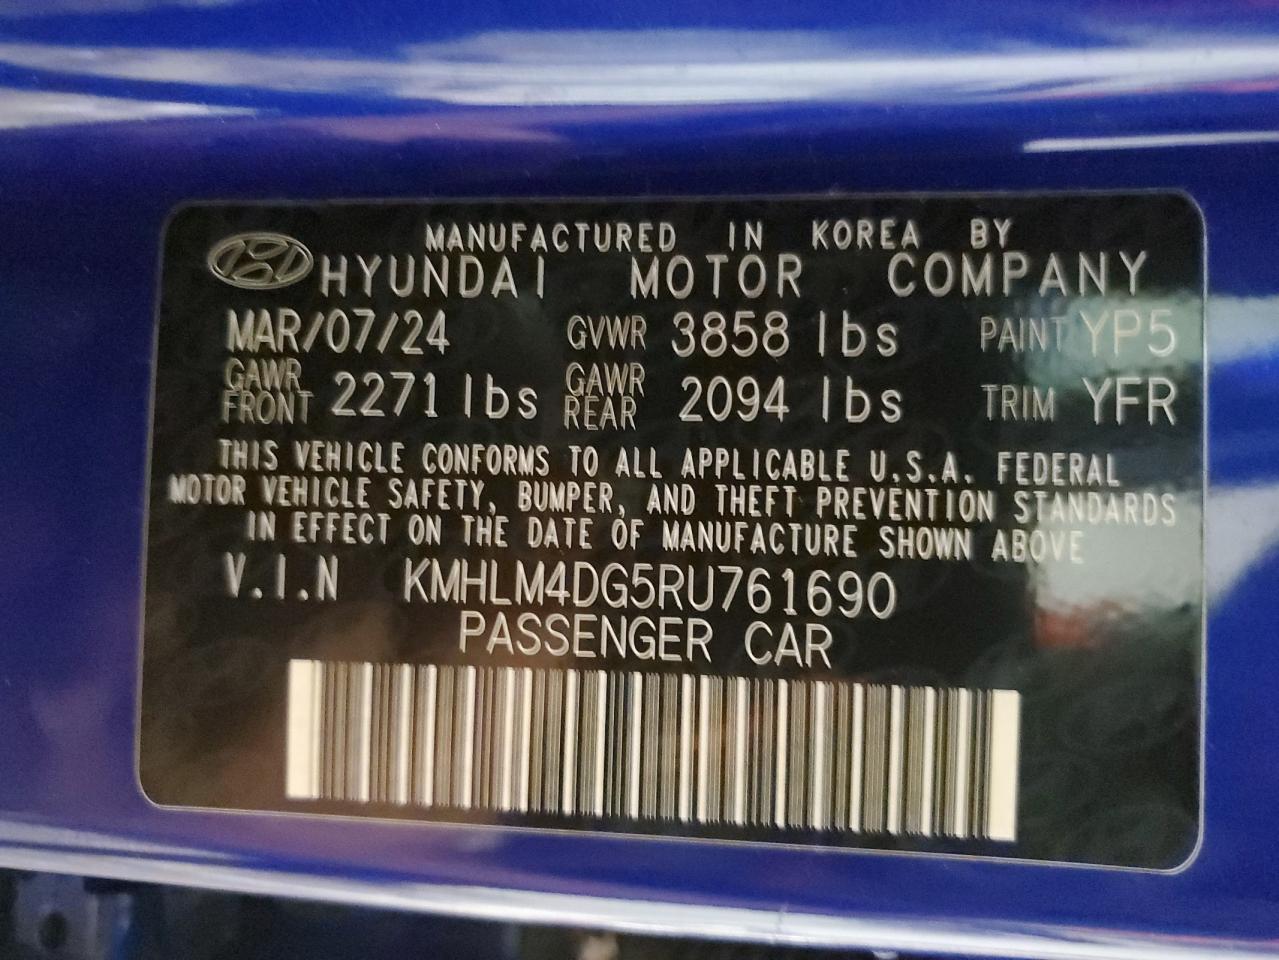 MANUFACTURED IN KOREA BY
HYUNDAI MOTOR COMPANY
MAR/07/24 GVWR 3858 lbs PAINT YP5
GAWR FRONT 2271 lbs GAWR REAR 2094 lbs TRIM YFR
THIS VEHICLE CONFORMS TO ALL APPLICABLE U.S.A. FEDERAL
MOTOR VEHICLE SAFETY, BUMPER, AND THEFT PREVENTION STANDARDS
IN EFFECT ON THE DATE OF MANUFACTURE SHOWN ABOVE
V.I.N KMHLM4DG5RU761690
PASSENGER CAR